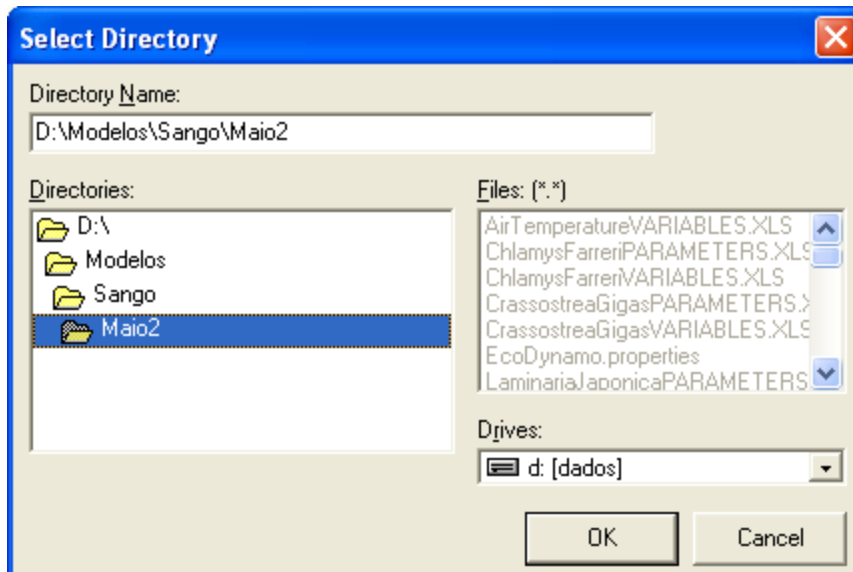 Select Directory
Directory Name:
D:\Modelos\Sango\Maio2
Directories:
D:\
Modelos
Sango
Maio2
Files: (*.*)
AirTemperatureVARIABLES.XLS
ChlamysFarreriPARAMETERS.XLS
ChlamysFarreriVARIABLES.XLS
CrassostreaGigasPARAMETERS.X
CrassostreaGigasVARIABLES.XLS
EcoDynamo.properties
LaminariaJaponicaPARAMETERS.
Drives:
d: [dados]
OK Cancel